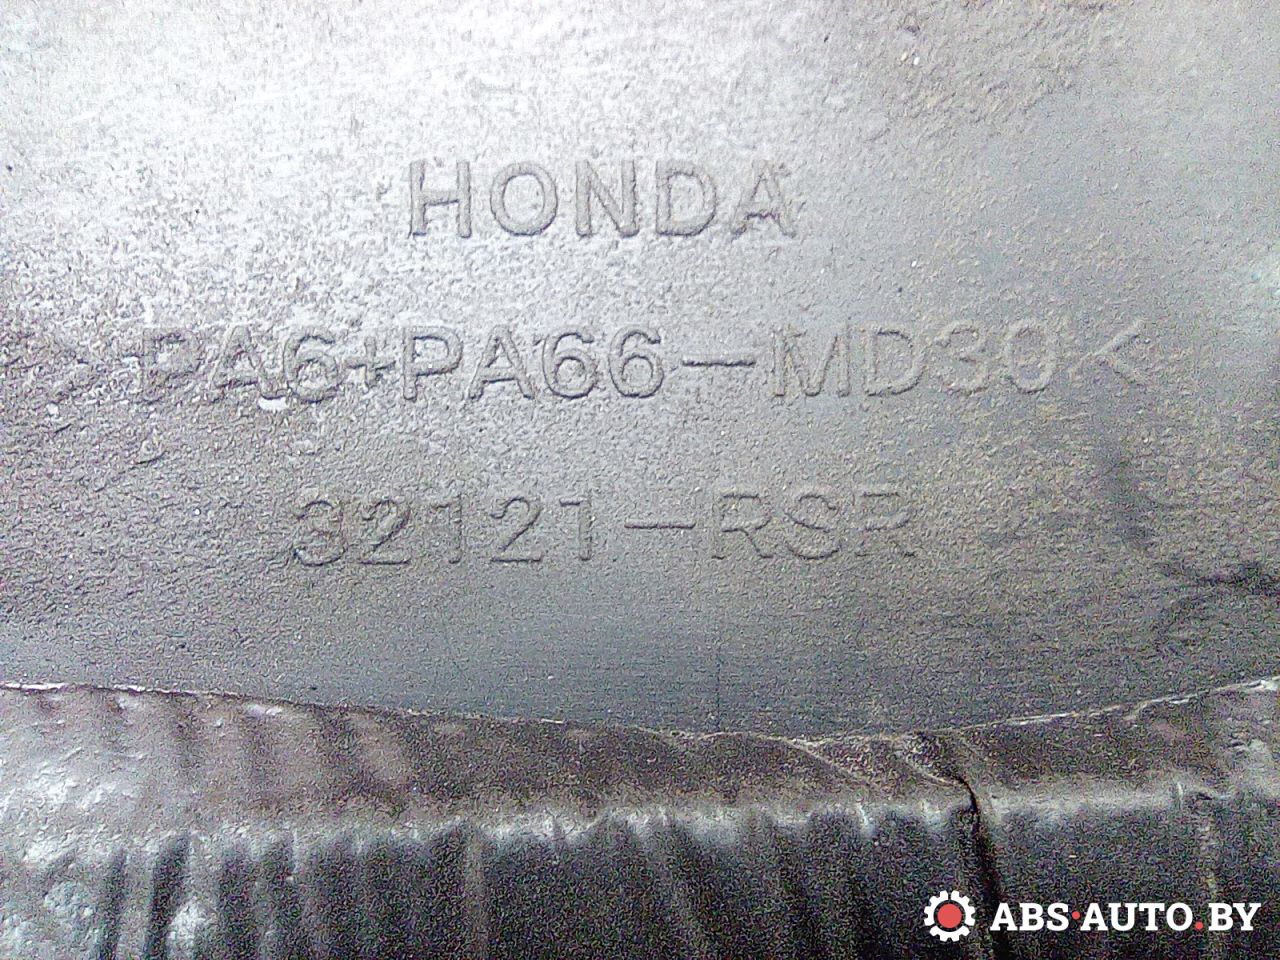 HONDA
PA6+PA66-MD30<
32121-RSR
ABS·AUTO.BY